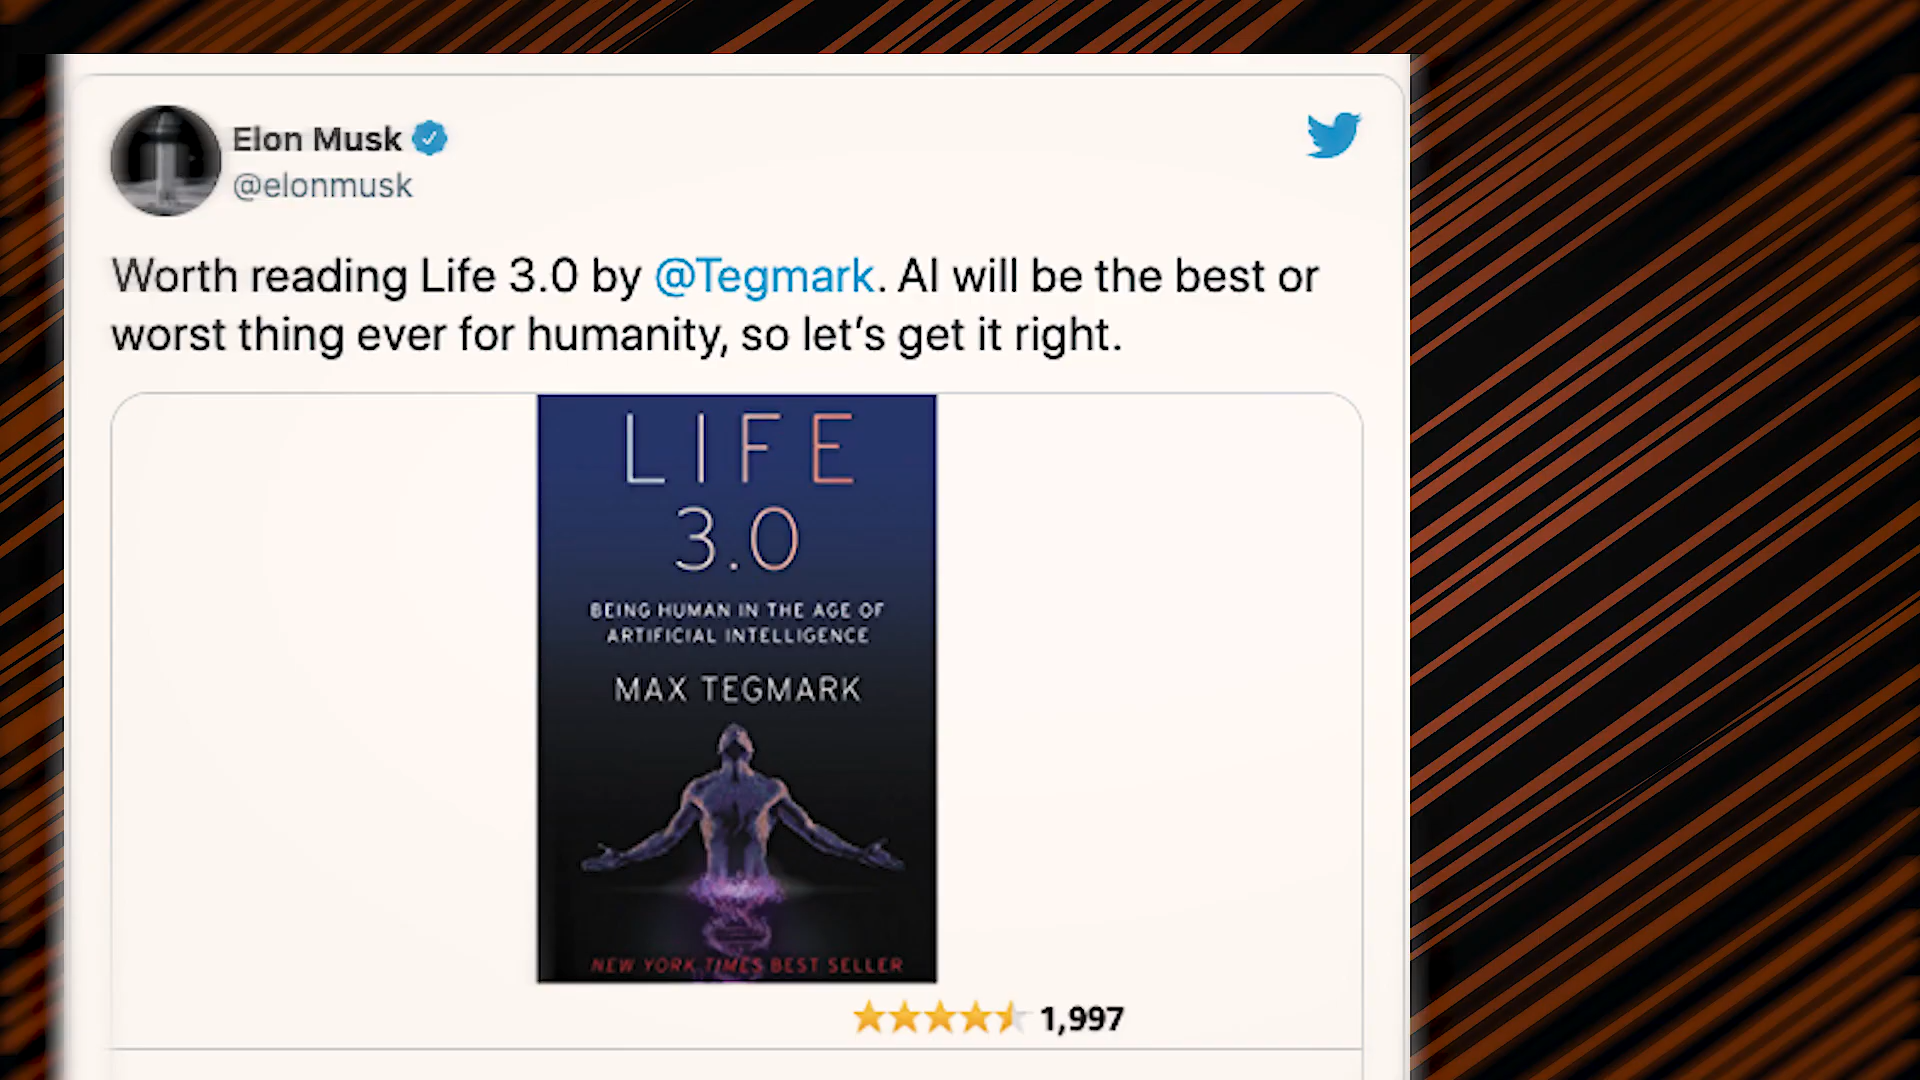 Elon Musk
@elonmusk
Worth reading Life 3.0 by @Tegmark. AI will be the best or
worst thing ever for humanity, so let's get it right.
LIFE
3.0
BEING HUMAN IN THE AGE OF
ARTIFICIAL INTELLIGENCE
MAX TEGMARK
NEW YORK TIMES BEST SELLER
1,997